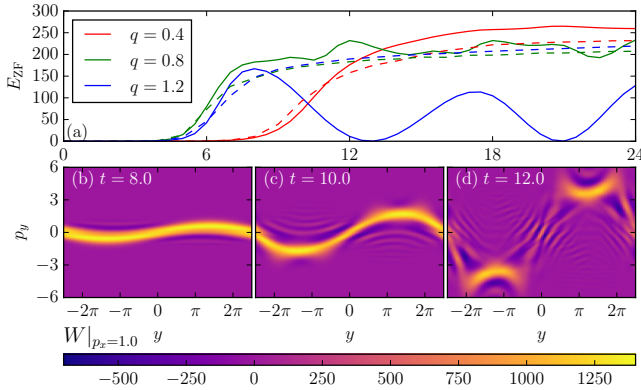 300
250
200
150
100
50
0
E_ZF
q = 0.4
q = 0.8
q = 1.2
(a)
0 6 12 18 24
(b) t = 8.0 (c) t = 10.0 (d) t = 12.0
6
3
0
−3
−6
p_y
−2π −π 0 π 2π −2π −π 0 π 2π −2π −π 0 π 2π
y y y
W|_{p_x=1.0}
−500 −250 0 250 500 750 1000 1250